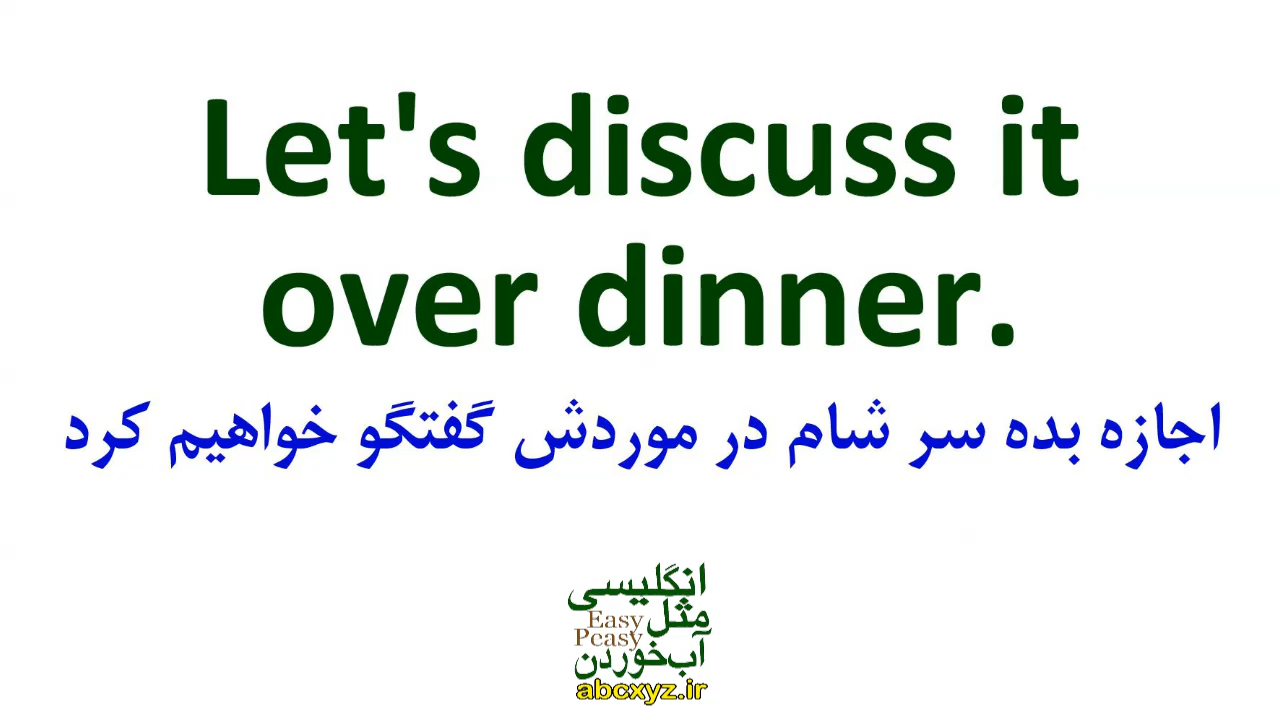 Let's discuss it
over dinner.
اجازه بده سر شام در موردش گفتگو خواهیم کرد
انگلیسی
مثل
Easy
Peasy
آب‌خوردن
abcxyz.ir